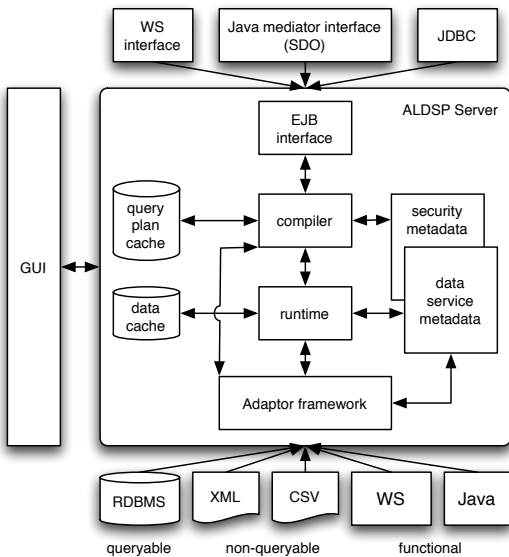 WS
interface
Java mediator interface
(SDO)
JDBC
ALDSP Server
EJB
interface
query
plan
cache
compiler
security
metadata
GUI
data
service
metadata
data
cache
runtime
Adaptor framework
RDBMS
XML
CSV
WS
Java
queryable
non-queryable
functional